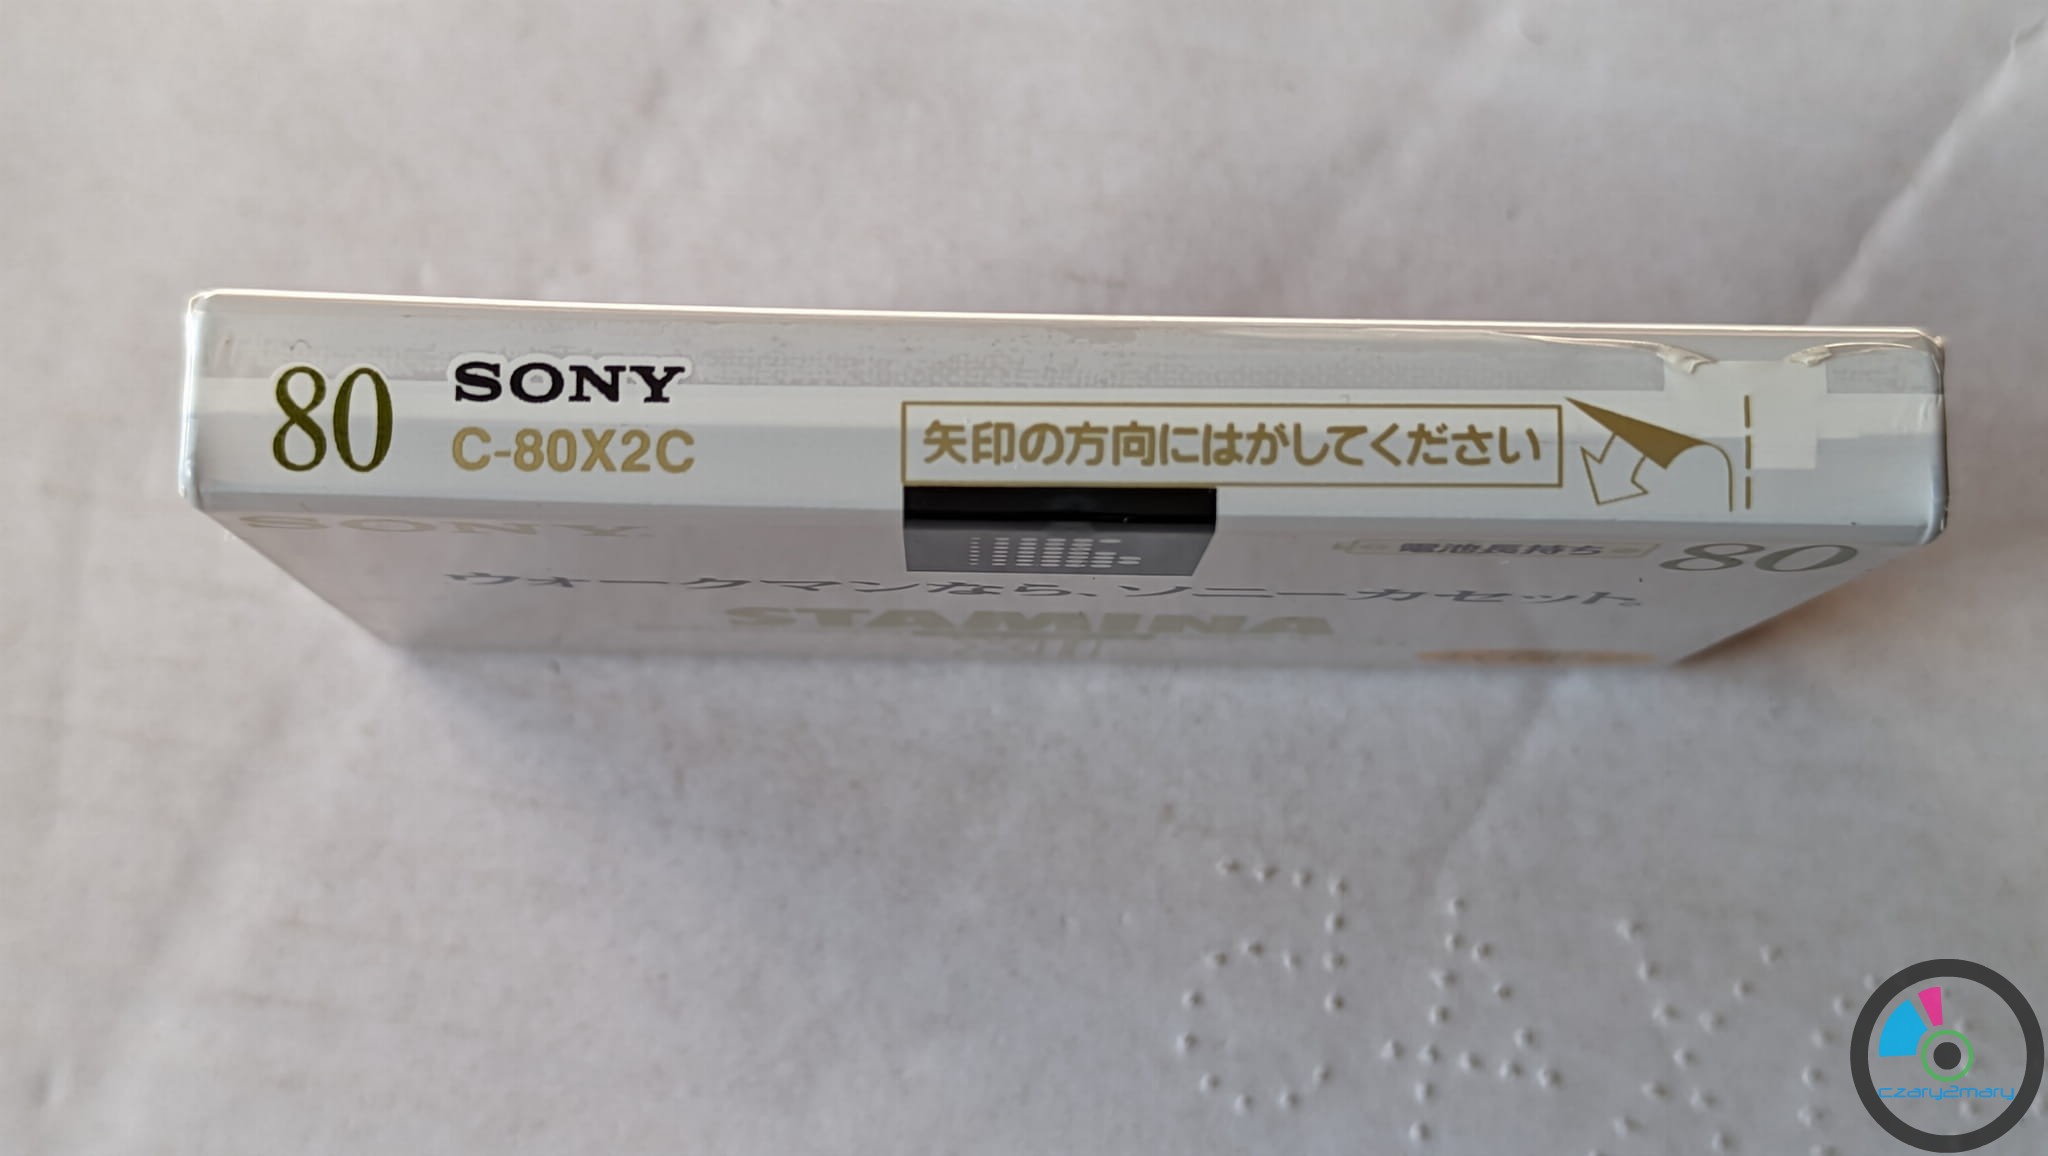 80
SONY
C-80X2C
矢印の方向にはがしてください
SONY
電池長持ち
80
ウォークマンなら、ソニーカセット。
STAMINA
czary2mary